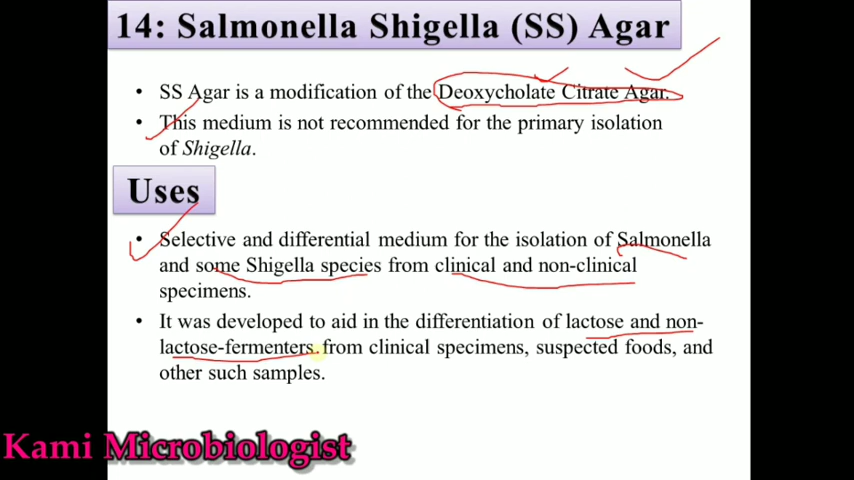 14: Salmonella Shigella (SS) Agar
• SS Agar is a modification of the Deoxycholate Citrate Agar.
• This medium is not recommended for the primary isolation
of Shigella.
Uses
• Selective and differential medium for the isolation of Salmonella
and some Shigella species from clinical and non-clinical
specimens.
• It was developed to aid in the differentiation of lactose and non-
lactose-fermenters from clinical specimens, suspected foods, and
other such samples.
Kami Microbiologist